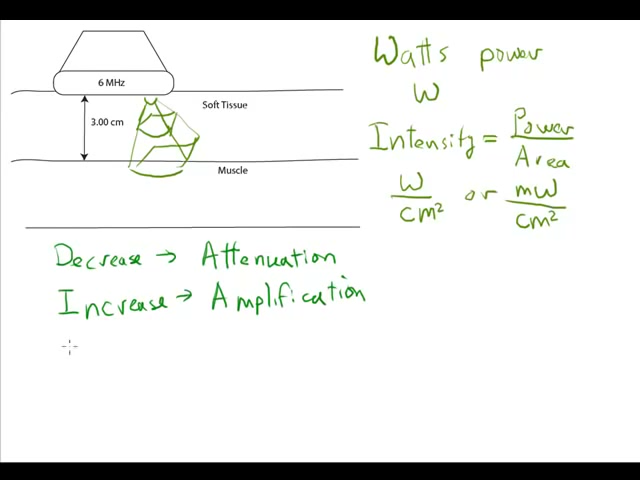 6 MHz
3.00 cm
Soft Tissue
Muscle
Watts power
W
Intensity = Power / Area
W / cm² or mW / cm²
Decrease → Attenuation
Increase → Amplification